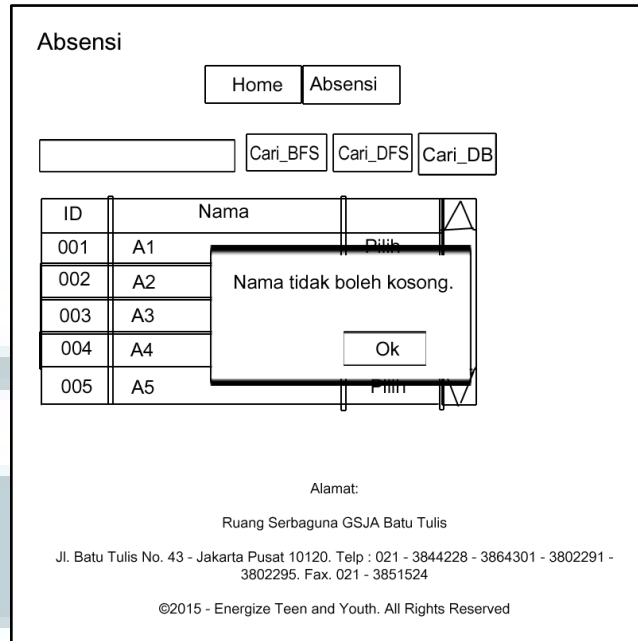 Absensi
Home Absensi
Cari_BFS Cari_DFS Cari_DB
ID Nama
001 A1 Pilih
002 A2
003 A3
004 A4
005 A5 Pilih
Nama tidak boleh kosong.
Ok
Alamat:
Ruang Serbaguna GSJA Batu Tulis
Jl. Batu Tulis No. 43 - Jakarta Pusat 10120. Telp : 021 - 3844228 - 3864301 - 3802291 -
3802295. Fax. 021 - 3851524
©2015 - Energize Teen and Youth. All Rights Reserved